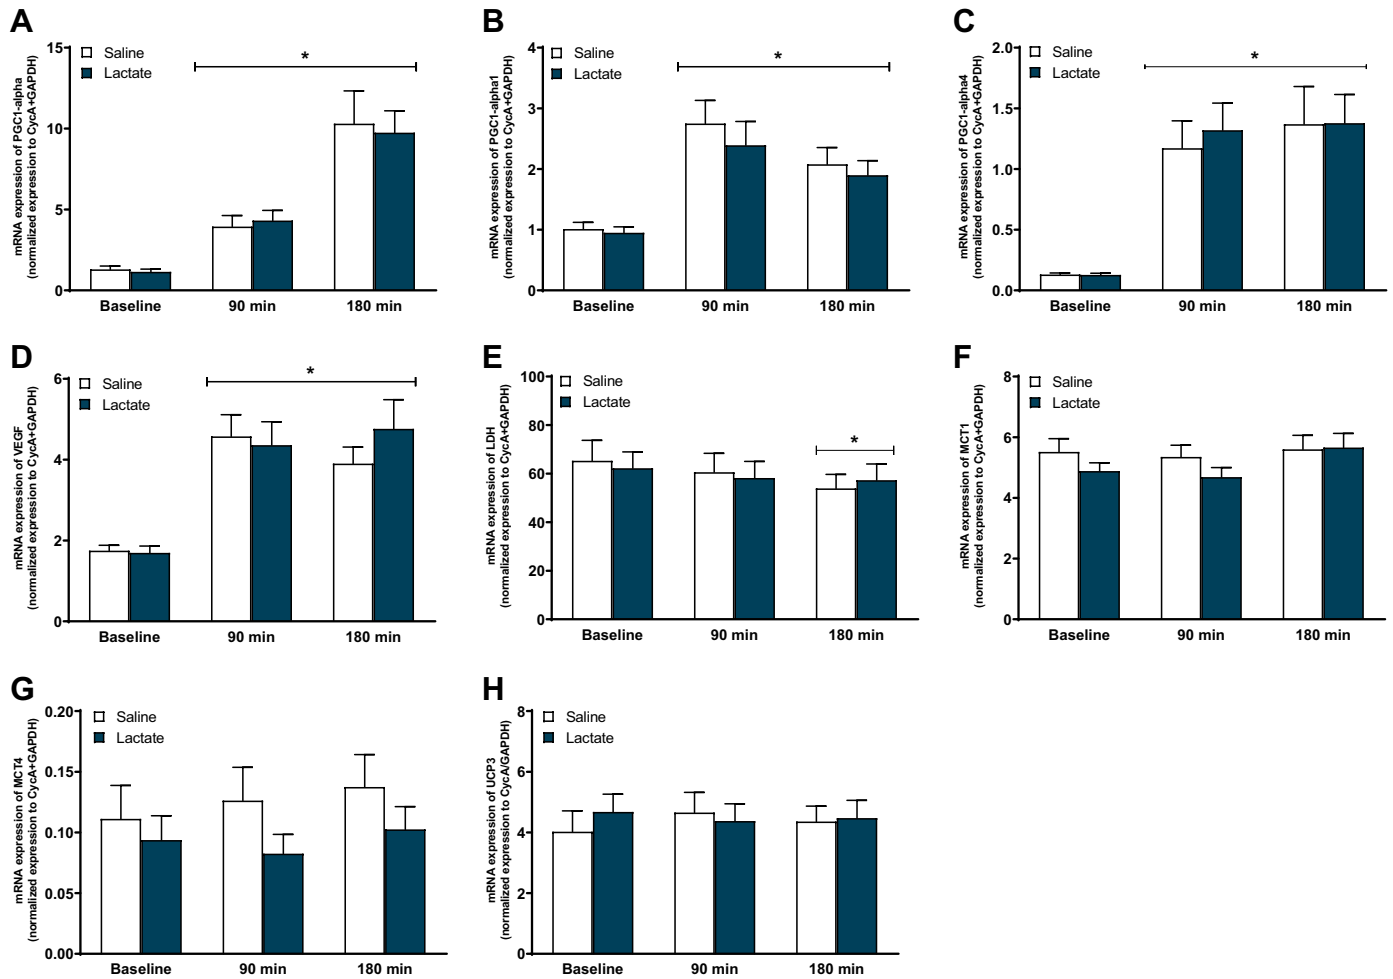 A
mRNA expression of PGC1-alpha
(normalized expression to CycA+GAPDH)
15
10
5
0
Saline
Lactate
*
Baseline
90 min
180 min
B
mRNA expression of PGC1-alpha1
(normalized expression to CycA+GAPDH)
4
3
2
1
0
Saline
Lactate
*
Baseline
90 min
180 min
C
mRNA expression of PGC1-alpha4
(normalized expression to CycA+GAPDH)
2.0
1.5
1.0
0.5
0.0
Saline
Lactate
*
Baseline
90 min
180 min
D
mRNA expression of VEGF
(normalized expression to CycA+GAPDH)
6
4
2
0
Saline
Lactate
*
Baseline
90 min
180 min
E
mRNA expression of LDH
(normalized expression to CycA+GAPDH)
100
80
60
40
20
0
Saline
Lactate
*
Baseline
90 min
180 min
F
mRNA expression of MCT1
(normalized expression to CycA+GAPDH)
8
6
4
2
0
Saline
Lactate
Baseline
90 min
180 min
G
mRNA expression of MCT4
(normalized expression to CycA+GAPDH)
0.20
0.15
0.10
0.05
0.00
Saline
Lactate
Baseline
90 min
180 min
H
mRNA expression of UCP3
(normalized expression to CycA/GAPDH)
8
6
4
2
0
Saline
Lactate
Baseline
90 min
180 min